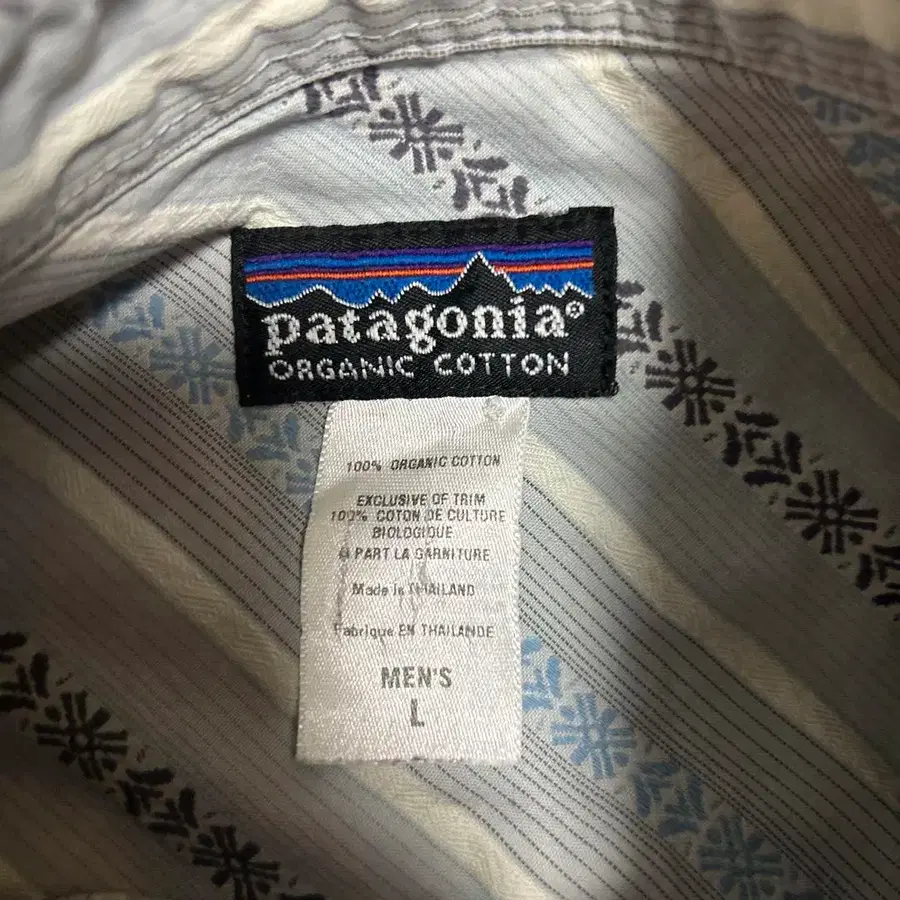 patagonia®
ORGANIC COTTON
100% ORGANIC COTTON
EXCLUSIVE OF TRIM
100% COTON DE CULTURE
BIOLOGIQUE
À PART LA GARNITURE
Made in THAILAND
Fabriqué EN THAILANDE
MEN'S
L